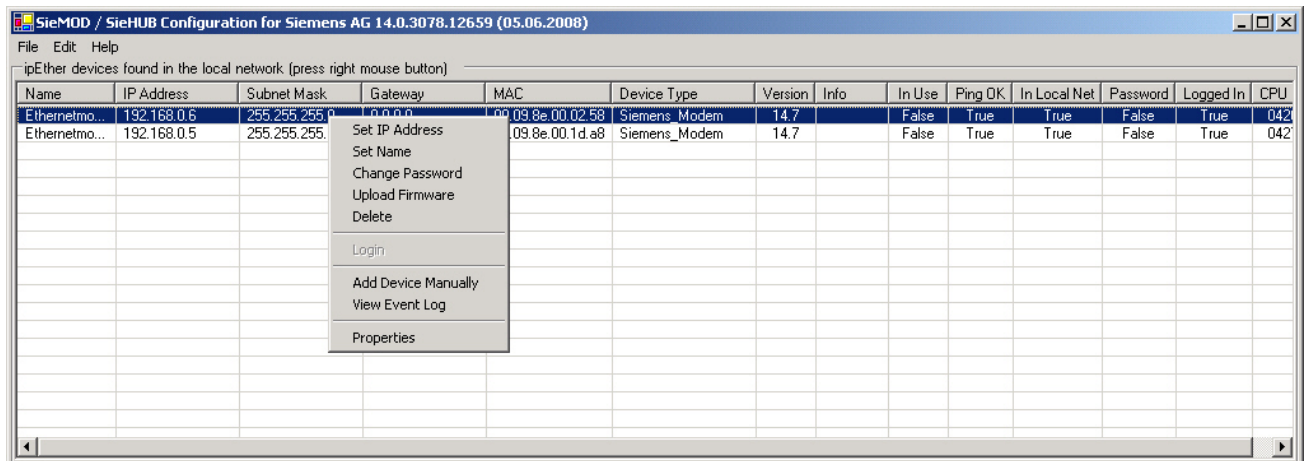 SieMOD / SieHUB Configuration for Siemens AG 14.0.3078.12659 (05.06.2008)
File Edit Help
ipEther devices found in the local network (press right mouse button)
Name IP Address Subnet Mask Gateway MAC Device Type Version Info In Use Ping OK In Local Net Password Logged In CPU
Ethernetmo... 192.168.0.6 255.255.255.0 0.0.0.0 00.09.8e.00.02.58 Siemens_Modem 14.7 False True True False True 042
Ethernetmo... 192.168.0.5 255.255.255. .09.8e.00.1d.a8 Siemens_Modem 14.7 False True True False True 042
Set IP Address
Set Name
Change Password
Upload Firmware
Delete
Login
Add Device Manually
View Event Log
Properties